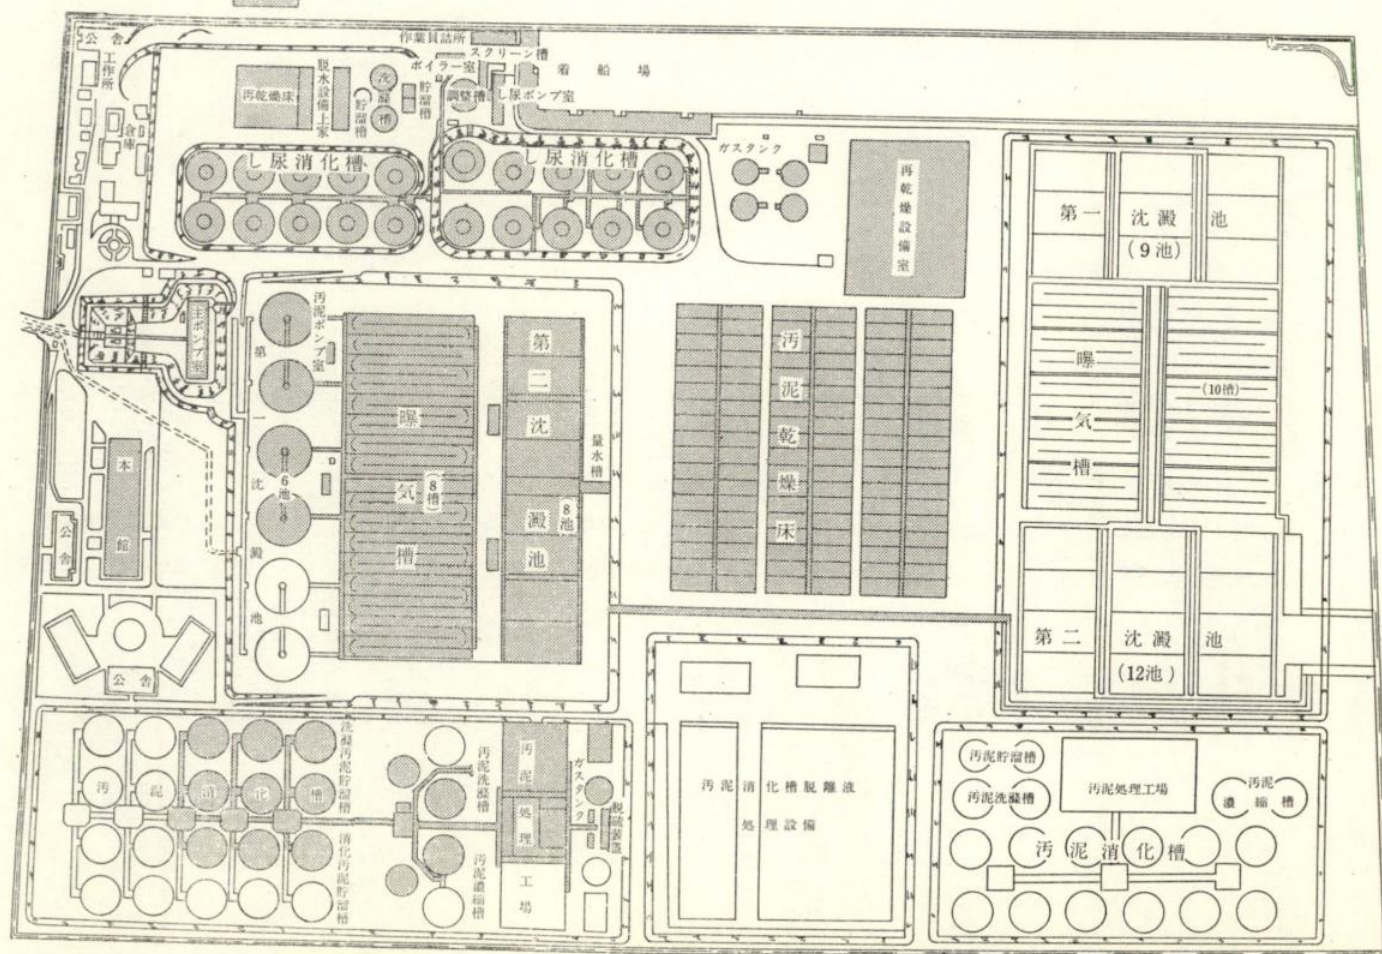 公舎
工作所
倉庫
作業員詰所
スクリーン槽
ボイラー室
調整槽
し尿ポンプ室
着船場
再乾燥床
脱水設備上家
貯溜槽
洗滌槽
貯溜槽
し尿消化槽
し尿消化槽
ガスタンク
再乾燥設備室
第一沈澱池
(9池)
主ポンプ室
汚泥ポンプ室
第一沈澱池
6池
曝気槽
(8槽)
第二沈澱池
8池
量水槽
汚泥乾燥床
曝気槽
(10槽)
本館
公舎
公舎
第二沈澱池
(12池)
汚泥消化槽
洗滌汚泥貯溜槽
消化汚泥貯溜槽
汚泥洗滌槽
汚泥濃縮槽
汚泥処理工場
ガスタンク
脱硫装置
汚泥消化槽脱離液
処理設備
汚泥貯溜槽
汚泥洗滌槽
汚泥処理工場
汚泥
濃縮槽
汚泥消化槽